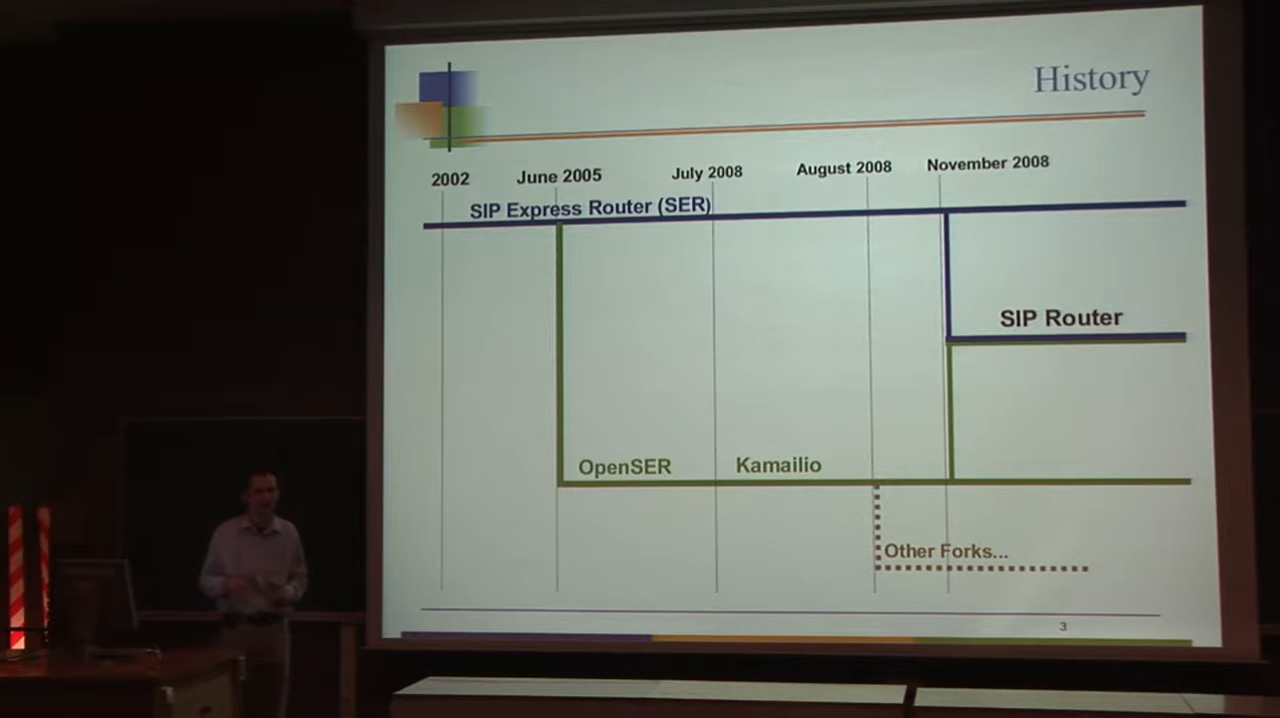 History
2002 June 2005 July 2008 August 2008 November 2008
SIP Express Router (SER)
SIP Router
OpenSER Kamailio
Other Forks...
3